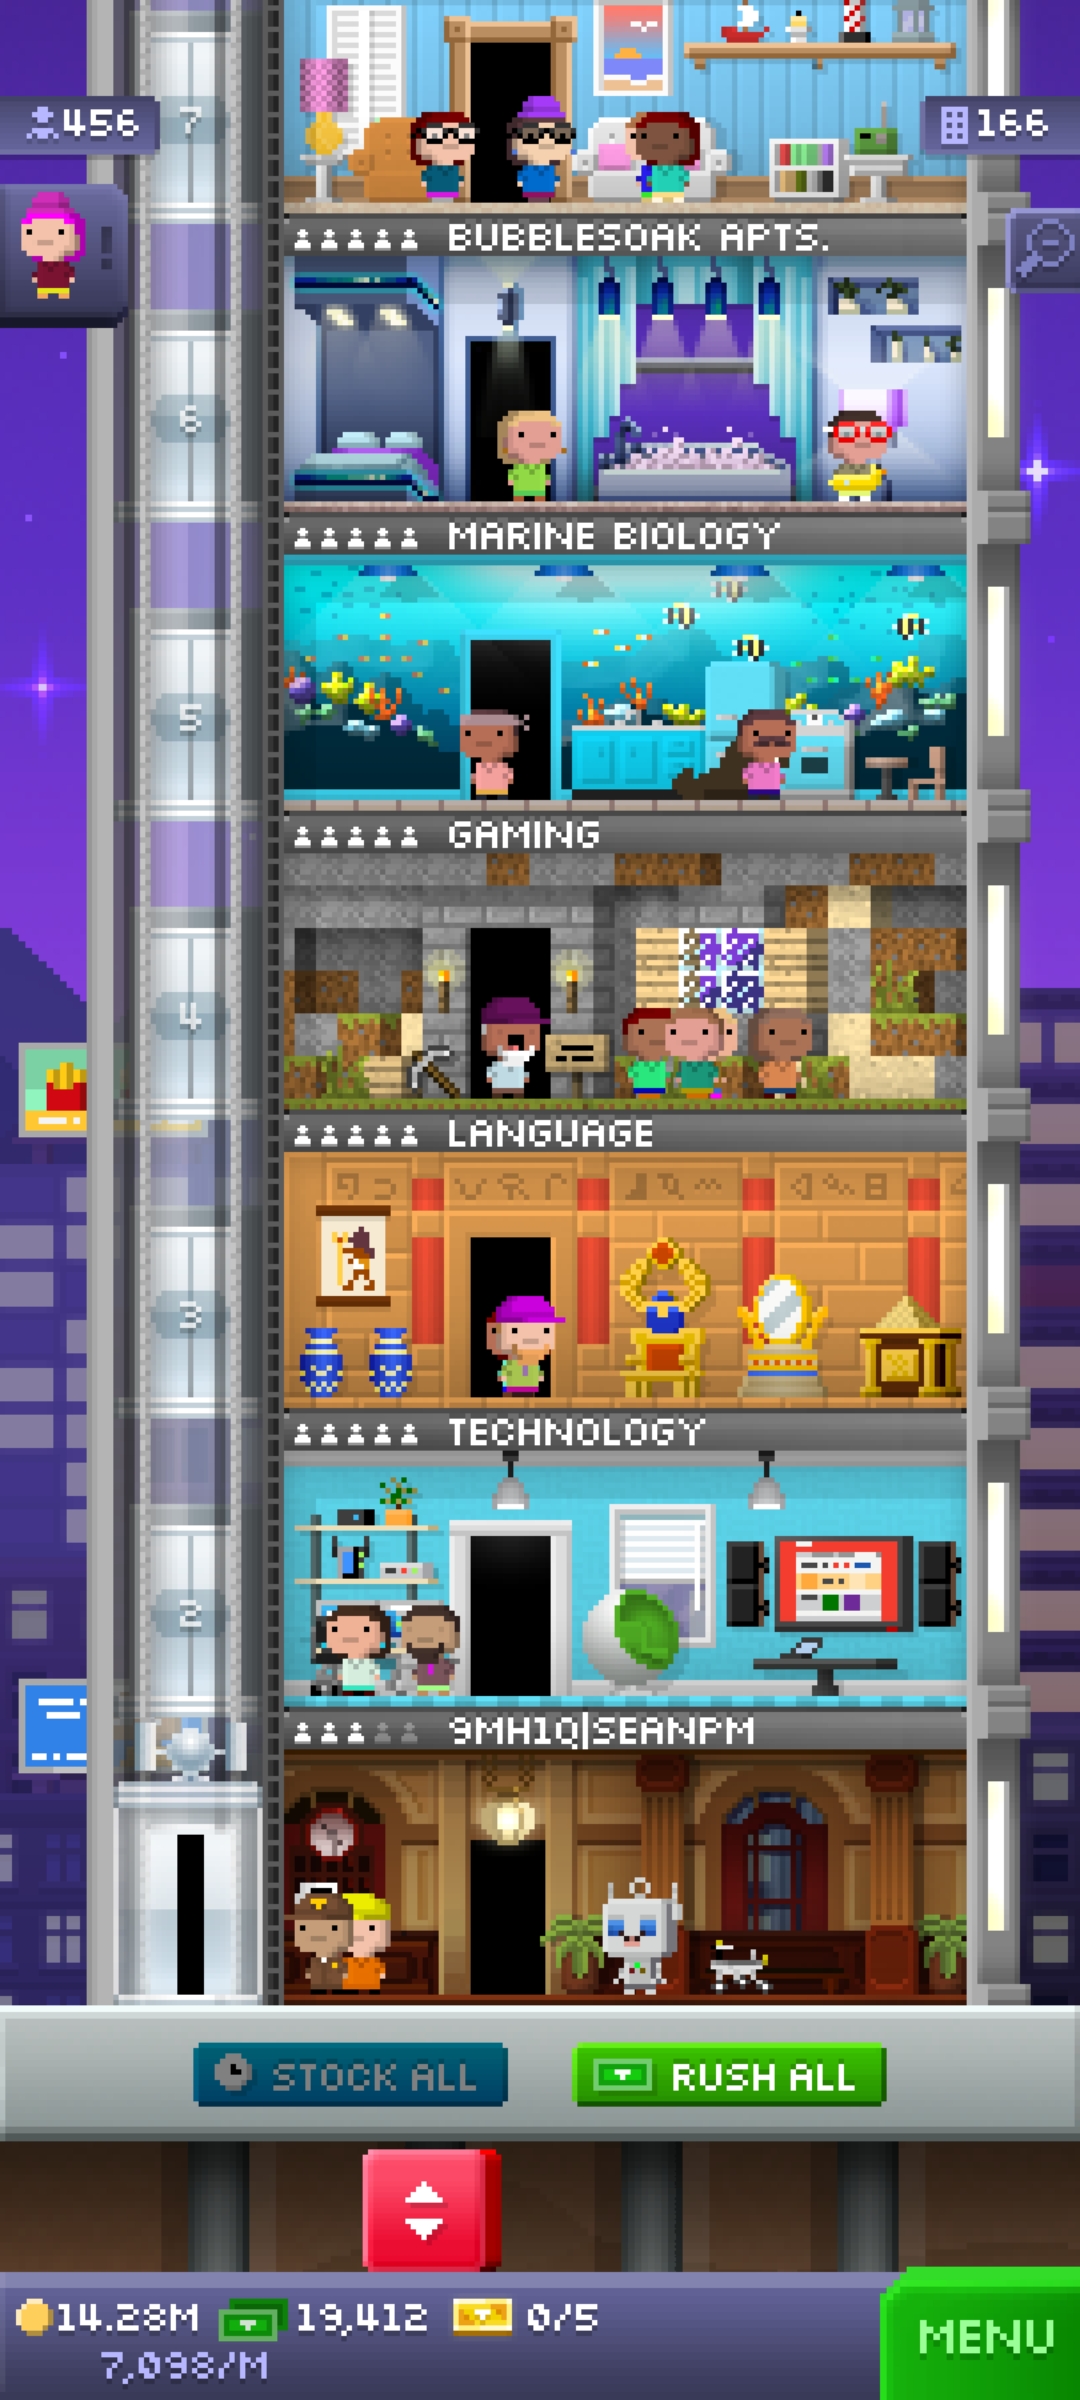 7
456
166
!
BUBBLESOAK APTS.
6
MARINE BIOLOGY
5
GAMING
4
LANGUAGE
3
TECHNOLOGY
2
9MH1Q|SEANPM
STOCK ALL
RUSH ALL
14.28M
19,412
0/5
7,098/M
MENU